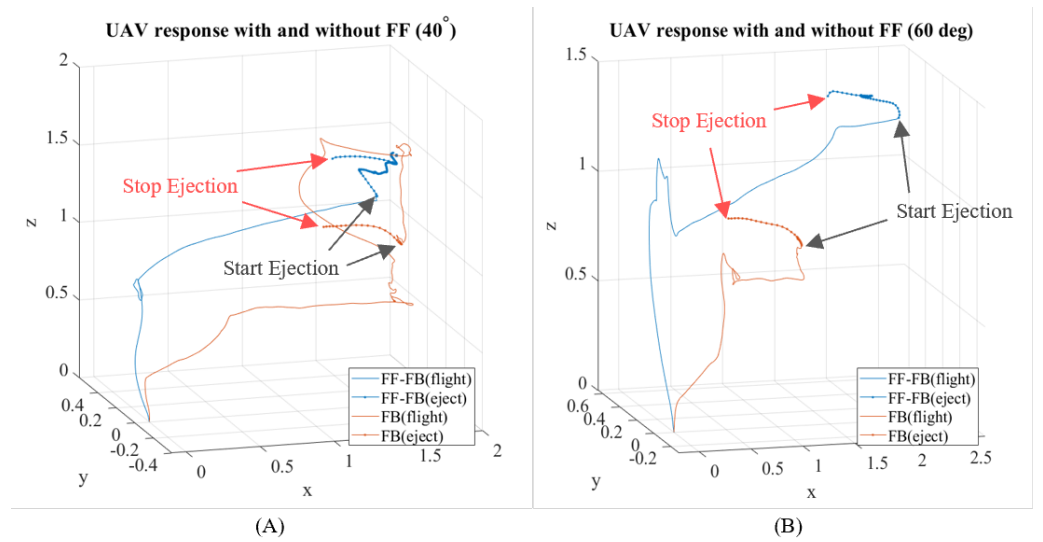 UAV response with and without FF (40°)
2
1.5
1
0.5
0
z
0.4
0.2
0
-0.2
-0.4
y
0
0.5
1
1.5
2
x
Stop Ejection
Start Ejection
FF-FB(flight)
FF-FB(eject)
FB(flight)
FB(eject)
(A)
UAV response with and without FF (60 deg)
1.5
1
0.5
0
z
0.6
0.4
0.2
0
-0.2
-0.4
y
0
0.5
1
1.5
2
2.5
x
Stop Ejection
Start Ejection
FF-FB(flight)
FF-FB(eject)
FB(flight)
FB(eject)
(B)